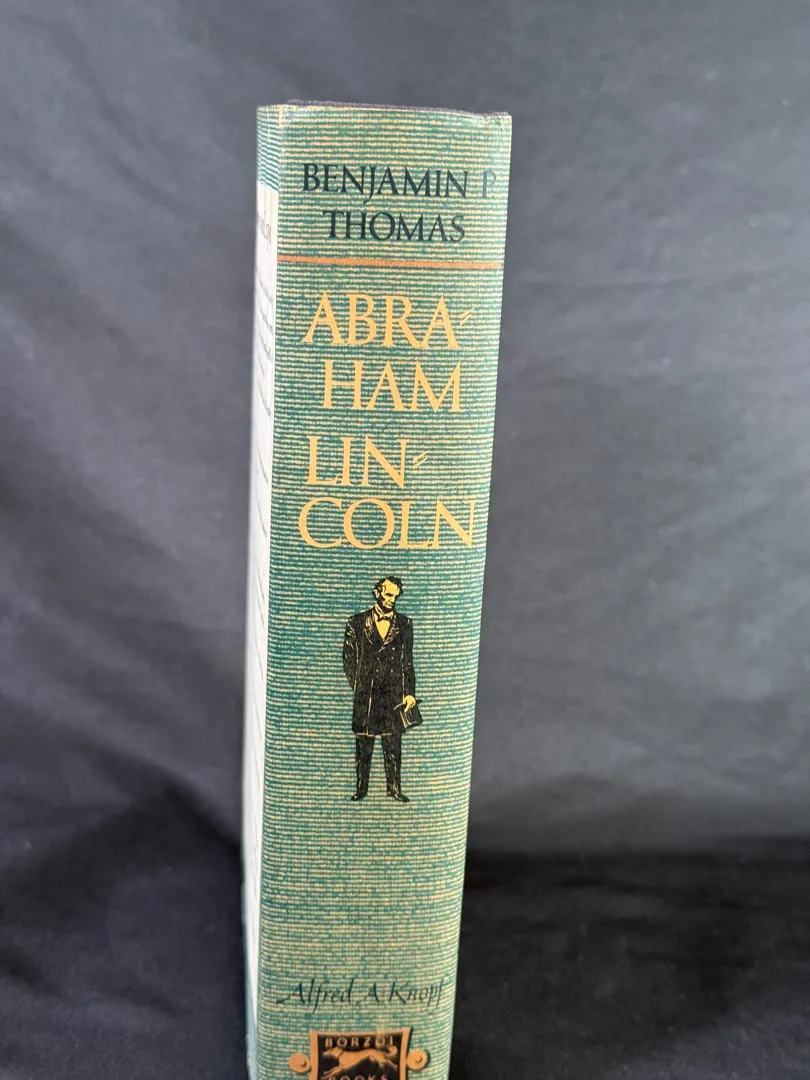 BENJAMIN P.
THOMAS
ABRA-
HAM
LIN-
COLN
Alfred A Knopf
BORZOI
BOOKS